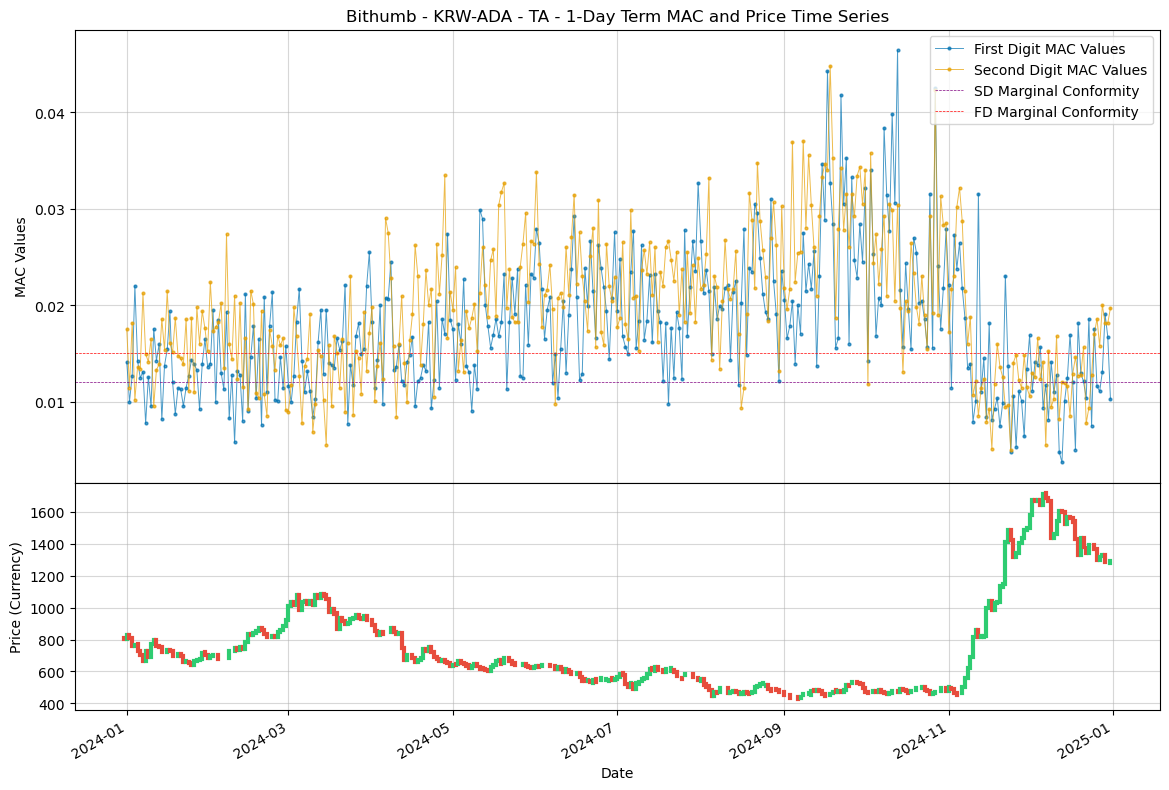 Bithumb - KRW-ADA - TA - 1-Day Term MAC and Price Time Series
First Digit MAC Values
Second Digit MAC Values
SD Marginal Conformity
FD Marginal Conformity
MAC Values
0.04
0.03
0.02
0.01
Price (Currency)
1600
1400
1200
1000
800
600
400
2024-01
2024-03
2024-05
2024-07
2024-09
2024-11
2025-01
Date